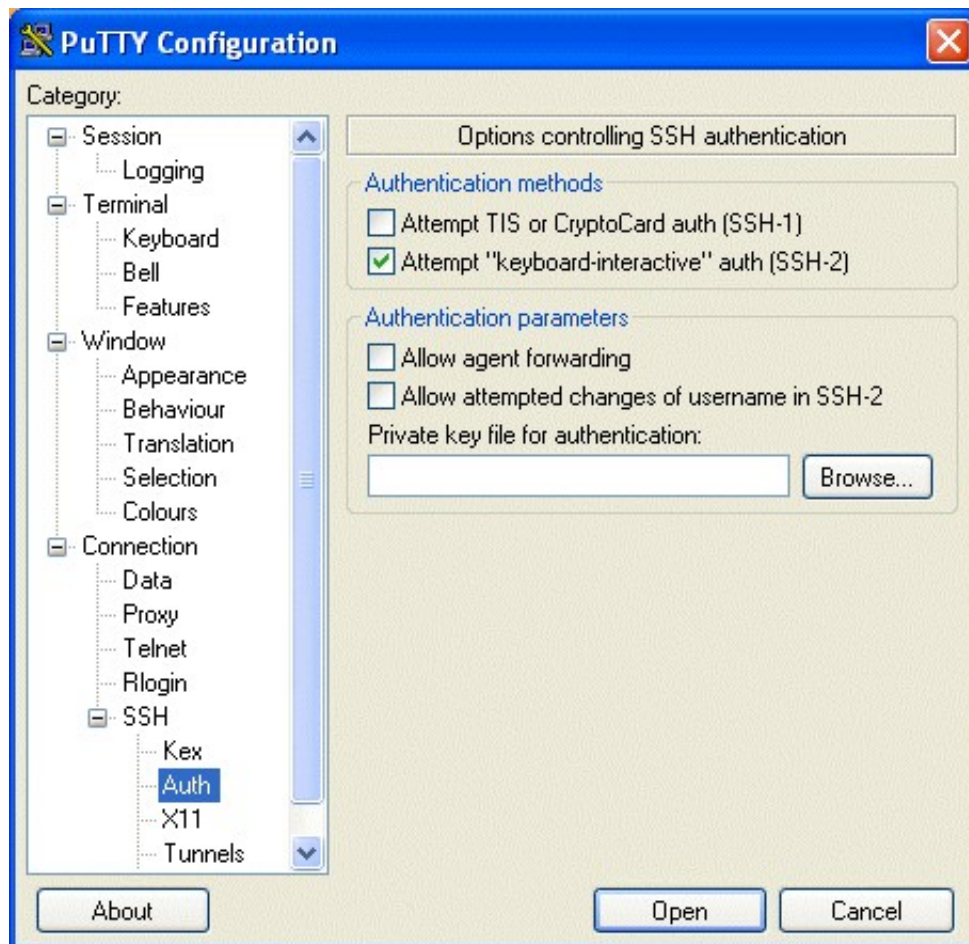 PuTTY Configuration
Category:
Session
Logging
Terminal
Keyboard
Bell
Features
Window
Appearance
Behaviour
Translation
Selection
Colours
Connection
Data
Proxy
Telnet
Rlogin
SSH
Kex
Auth
X11
Tunnels
Options controlling SSH authentication
Authentication methods
Attempt TIS or CryptoCard auth (SSH-1)
Attempt "keyboard-interactive" auth (SSH-2)
Authentication parameters
Allow agent forwarding
Allow attempted changes of username in SSH-2
Private key file for authentication:
Browse...
About
Open
Cancel